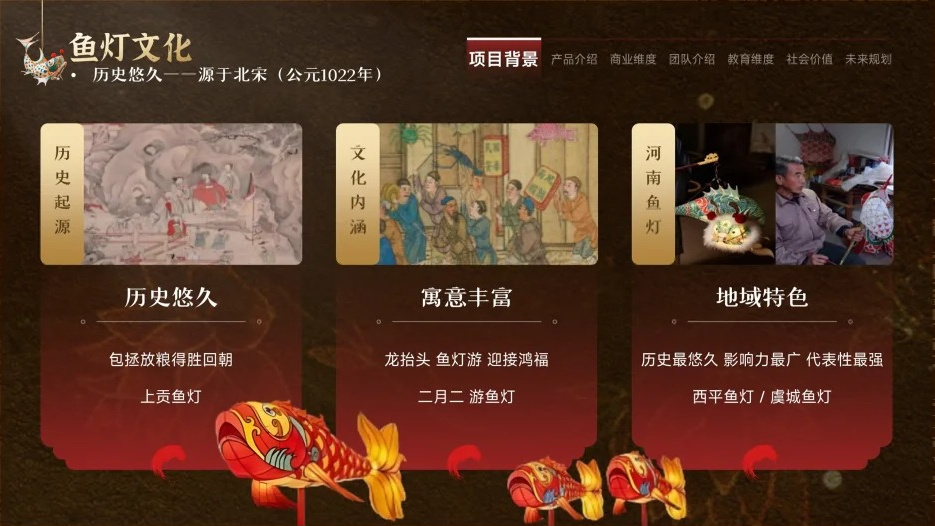 鱼灯文化
• 历史悠久——源于北宋（公元1022年）
项目背景 产品介绍 商业维度 团队介绍 教育维度 社会价值 未来规划
历史起源
文化内涵
河南鱼灯
历史悠久
包拯放粮得胜回朝
上贡鱼灯
寓意丰富
龙抬头 鱼灯游 迎接鸿福
二月二 游鱼灯
地域特色
历史最悠久 影响力最广 代表性最强
西平鱼灯 / 虞城鱼灯